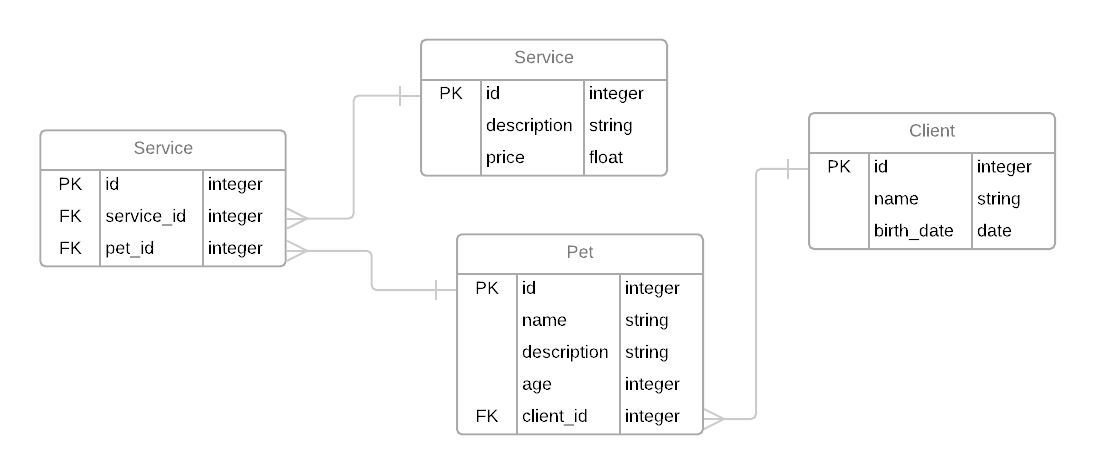 Service
PK id integer
FK service_id integer
FK pet_id integer
Service
PK id integer
description string
price float
Pet
PK id integer
name string
description string
age integer
FK client_id integer
Client
PK id integer
name string
birth_date date